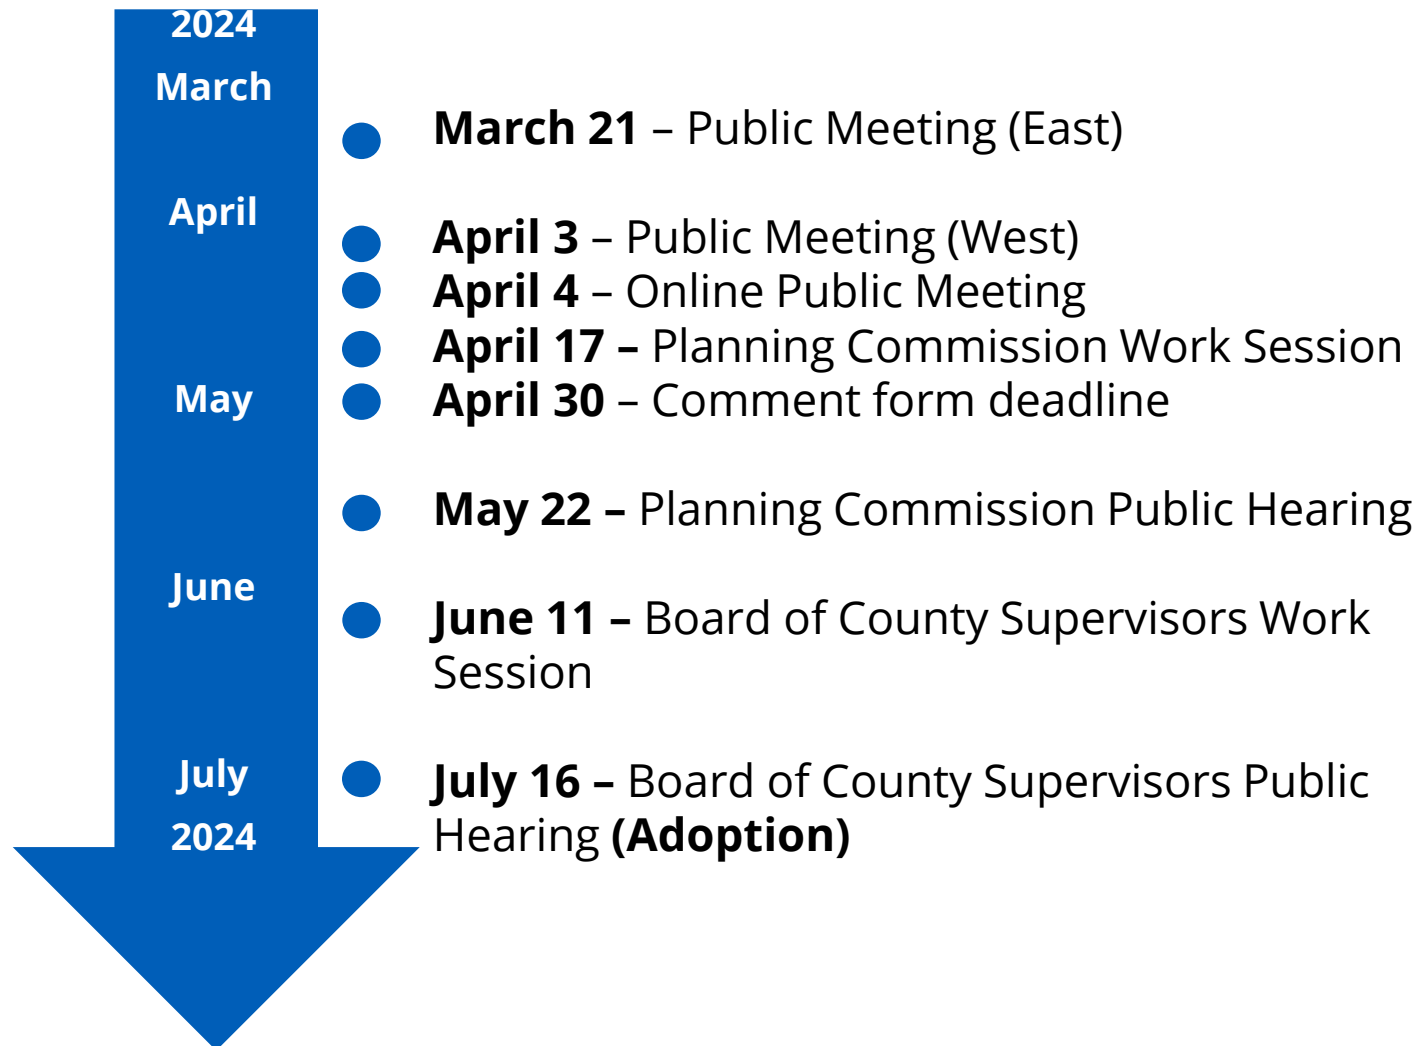 2024
March
March 21 – Public Meeting (East)
April
April 3 – Public Meeting (West)
April 4 – Online Public Meeting
April 17 – Planning Commission Work Session
May
April 30 – Comment form deadline
May 22 – Planning Commission Public Hearing
June
June 11 – Board of County Supervisors Work
Session
July
July 16 – Board of County Supervisors Public
2024
Hearing (Adoption)